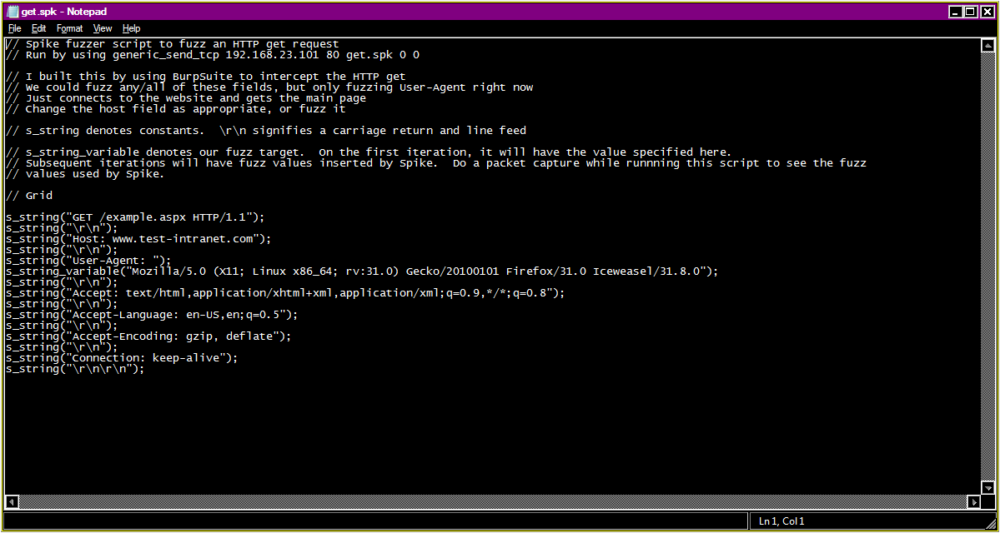 get.spk - Notepad
File Edit Format View Help
// Spike fuzzer script to fuzz an HTTP get request
// Run by using generic_send_tcp 192.168.23.101 80 get.spk 0 0
// I built this by using BurpSuite to intercept the HTTP get
// We could fuzz any/all of these fields, but only fuzzing User-Agent right now
// Just connects to the website and gets the main page
// Change the host field as appropriate, or fuzz it
// s_string denotes constants.  \r\n signifies a carriage return and line feed
// s_string_variable denotes our fuzz target.  On the first iteration, it will have the value specified here.
// Subsequent iterations will have fuzz values inserted by Spike.  Do a packet capture while runnning this script to see the fuzz
// values used by Spike.
// Grid
s_string("GET /example.aspx HTTP/1.1");
s_string("\r\n");
s_string("Host: www.test-intranet.com");
s_string("\r\n");
s_string("User-Agent: ");
s_string_variable("Mozilla/5.0 (X11; Linux x86_64; rv:31.0) Gecko/20100101 Firefox/31.0 Iceweasel/31.8.0");
s_string("\r\n");
s_string("Accept: text/html,application/xhtml+xml,application/xml;q=0.9,*/*;q=0.8");
s_string("\r\n");
s_string("Accept-Language: en-US,en;q=0.5");
s_string("\r\n");
s_string("Accept-Encoding: gzip, deflate");
s_string("\r\n");
s_string("Connection: keep-alive");
s_string("\r\n\r\n");
Ln 1, Col 1